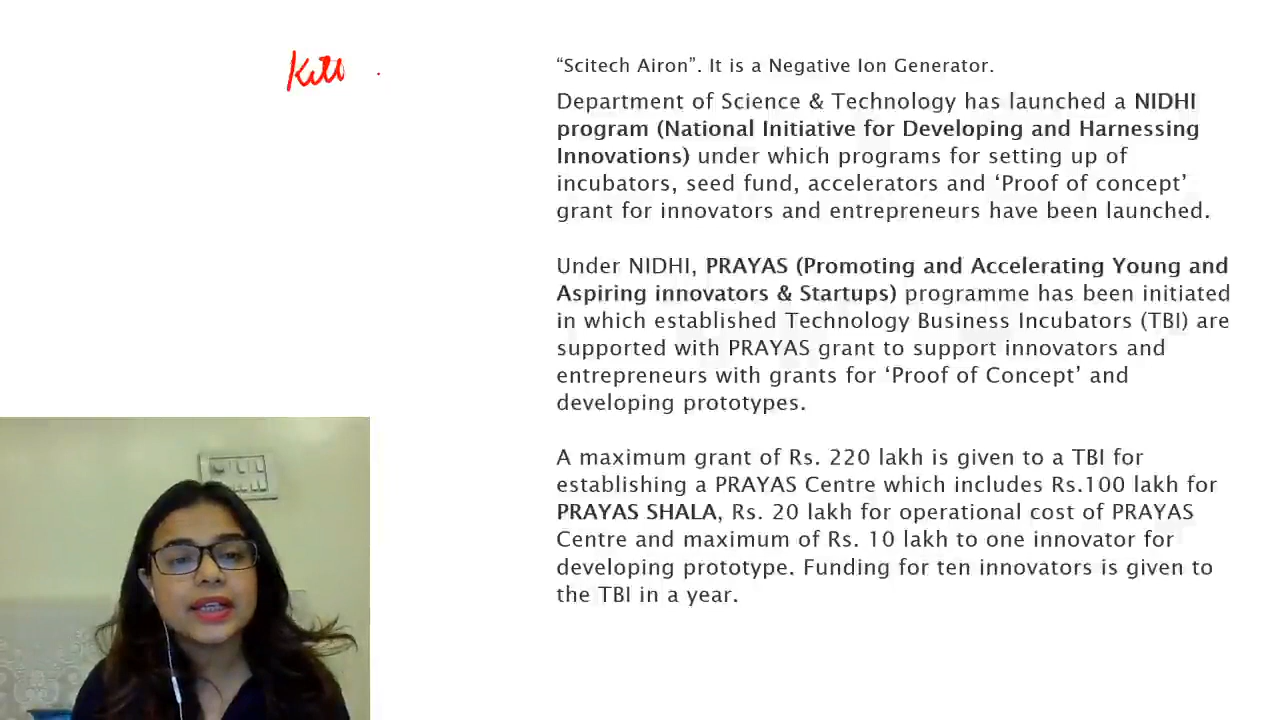 “Scitech Airon”. It is a Negative Ion Generator.
Department of Science & Technology has launched a NIDHI
program (National Initiative for Developing and Harnessing
Innovations) under which programs for setting up of
incubators, seed fund, accelerators and ‘Proof of concept’
grant for innovators and entrepreneurs have been launched.
Under NIDHI, PRAYAS (Promoting and Accelerating Young and
Aspiring innovators & Startups) programme has been initiated
in which established Technology Business Incubators (TBI) are
supported with PRAYAS grant to support innovators and
entrepreneurs with grants for ‘Proof of Concept’ and
developing prototypes.
A maximum grant of Rs. 220 lakh is given to a TBI for
establishing a PRAYAS Centre which includes Rs.100 lakh for
PRAYAS SHALA, Rs. 20 lakh for operational cost of PRAYAS
Centre and maximum of Rs. 10 lakh to one innovator for
developing prototype. Funding for ten innovators is given to
the TBI in a year.